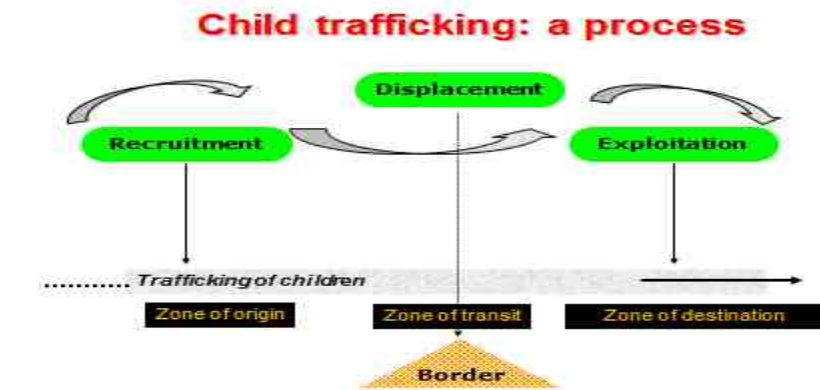 Child trafficking: a process
Displacement
Recruitment
Exploitation
.......... Trafficking of children
Zone of origin
Zone of transit
Zone of destination
Border